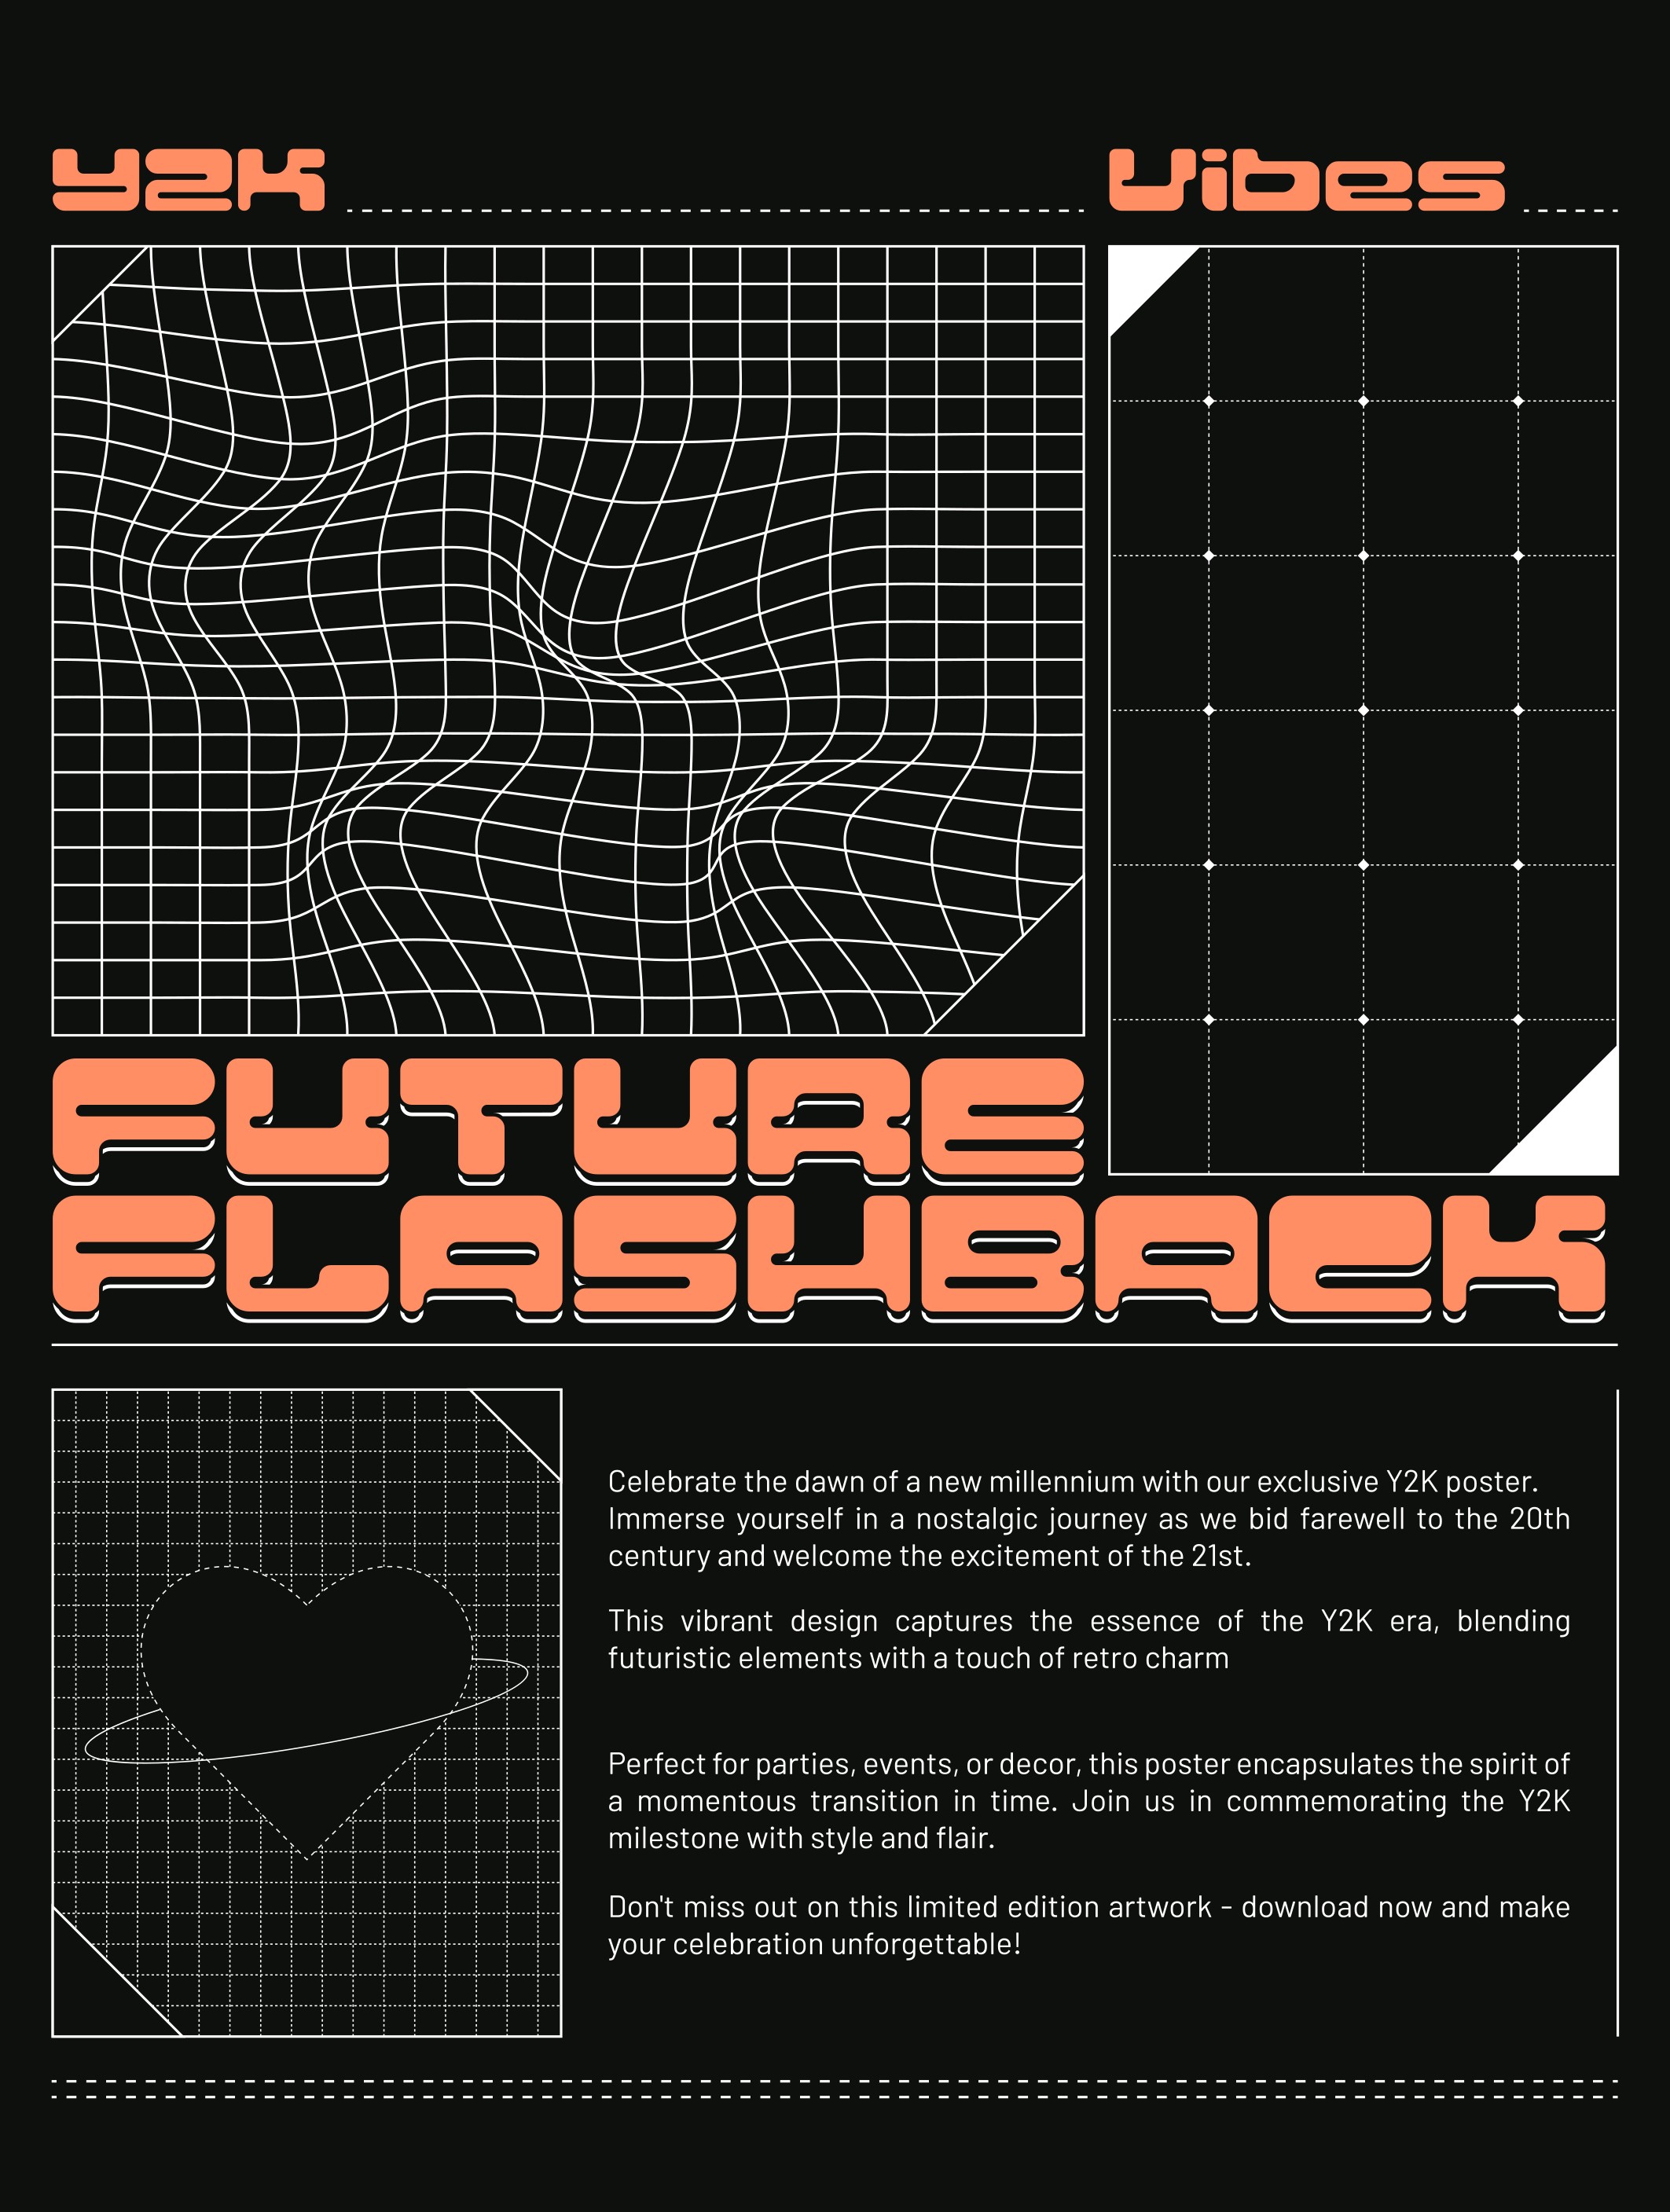 Y2K
Vibes
FUTURE
FLASHBACK
Celebrate the dawn of a new millennium with our exclusive Y2K poster.
Immerse yourself in a nostalgic journey as we bid farewell to the 20th
century and welcome the excitement of the 21st.
This vibrant design captures the essence of the Y2K era, blending
futuristic elements with a touch of retro charm
Perfect for parties, events, or decor, this poster encapsulates the spirit of
a momentous transition in time. Join us in commemorating the Y2K
milestone with style and flair.
Don't miss out on this limited edition artwork - download now and make
your celebration unforgettable!